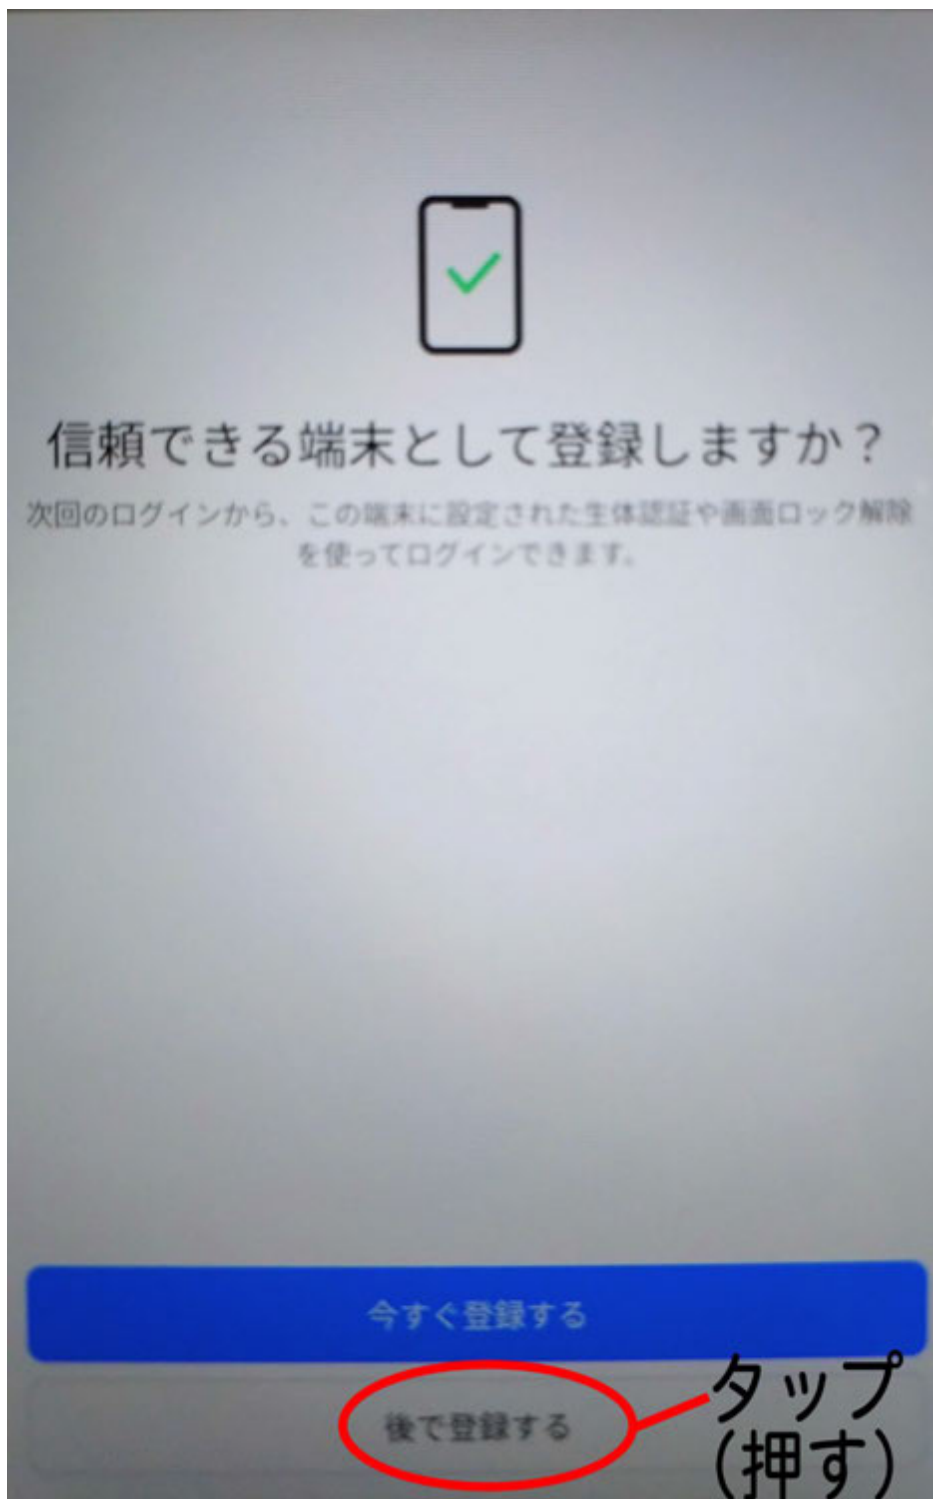 信頼できる端末として登録しますか？
次回のログインから、この端末に設定された生体認証や画面ロック解除
を使ってログインできます。
今すぐ登録する
後で登録する
タップ
(押す)